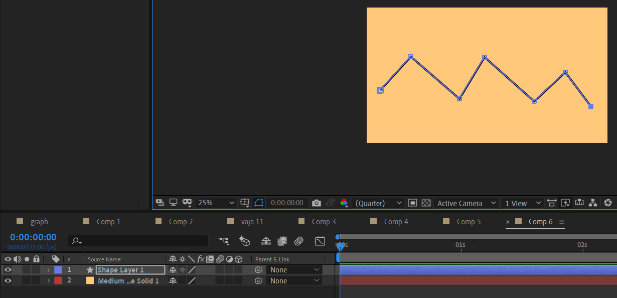 25% 0:00:00:00 (Quarter) Active Camera 1 View
graph Comp 1 Comp 2 vaja 11 Comp 3 Comp 4 Comp 5 × Comp 6
0:00:00:00
:00s 01s 02s
# Source Name Parent & Link
1 Shape Layer 1 None
2 Medium ...e Solid 1 None